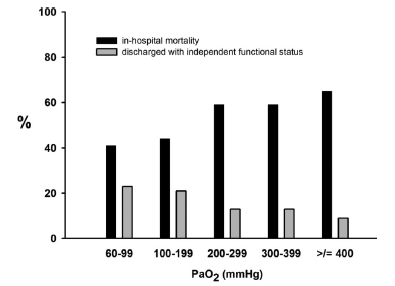 100
in-hospital mortality
discharged with independent functional status
80
60
%
40
20
0
60-99 100-199 200-299 300-399 >/= 400
PaO2 (mmHg)